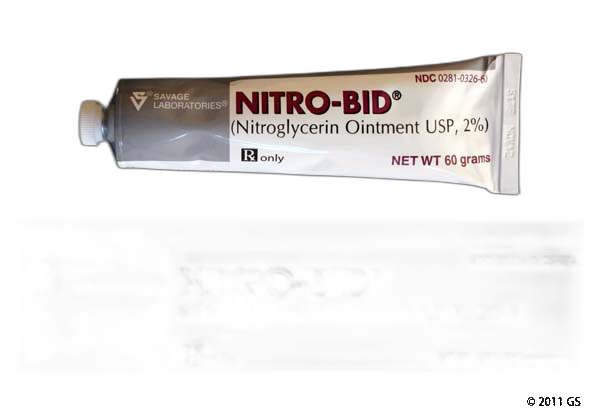 SAVAGE
LABORATORIES®
NITRO-BID®
(Nitroglycerin Ointment USP, 2%)
Rx only
NDC 0281-0326-60
NET WT 60 grams
© 2011 GS